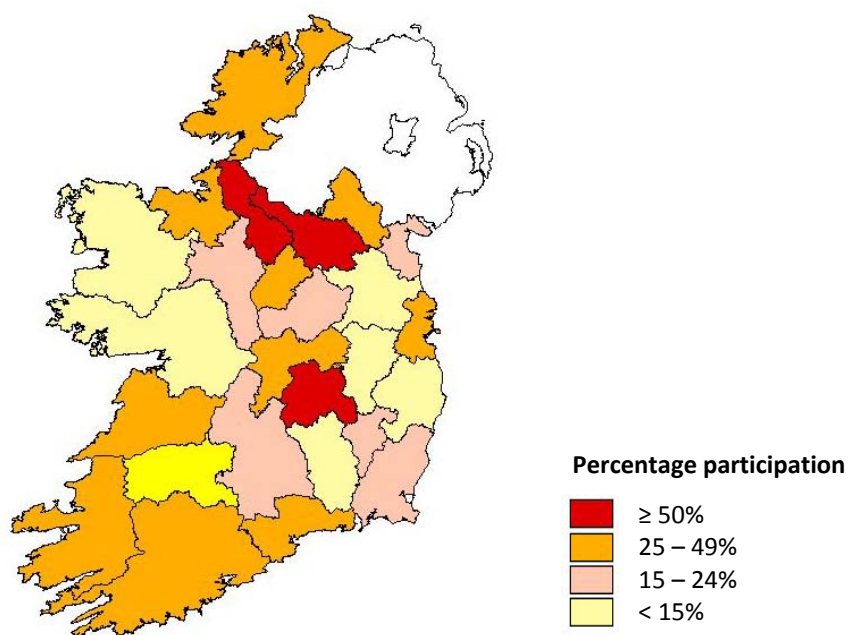 Percentage participation
≥ 50%
25 – 49%
15 – 24%
< 15%